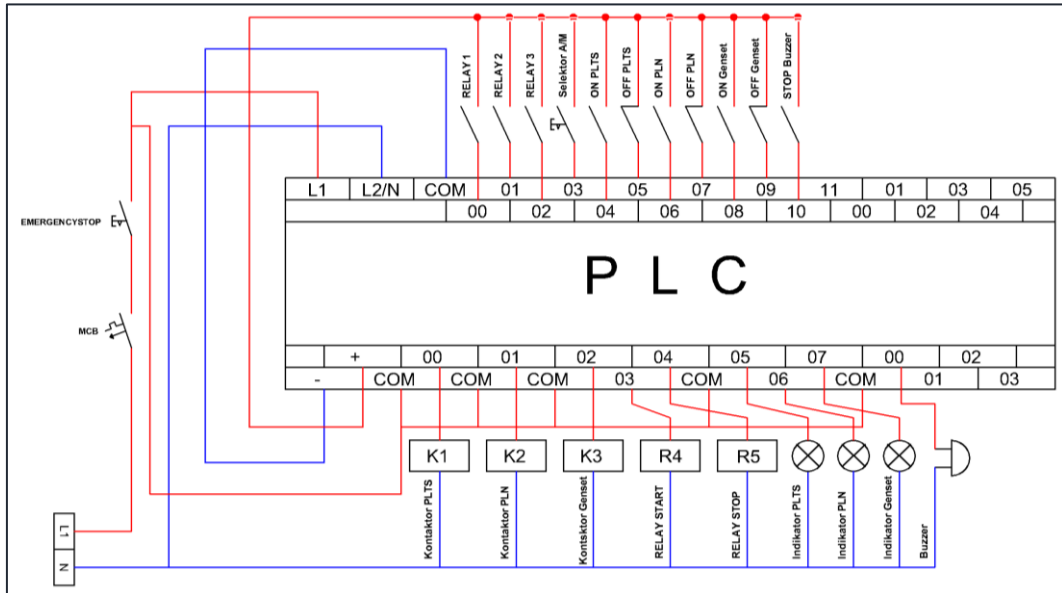 RELAY 1
RELAY 2
RELAY 3
Selektor A/M
ON PLTS
OFF PLTS
ON PLN
OFF PLN
ON Genset
OFF Genset
STOP Buzzer
L1 L2/N COM 01 03 05 07 09 11 01 03 05
00 02 04 06 08 10 00 02 04
EMERGENCYSTOP
PLC
MCB
+ 00 01 02 04 05 07 00 02
- COM COM COM 03 COM 06 COM 01 03
K1 K2 K3 R4 R5
Kontaktor PLTS
Kontaktor PLN
Kontsktor Genset
RELAY START
RELAY STOP
Indikator PLTS
Indikator PLN
Indikator Genset
Buzzer
L1
N